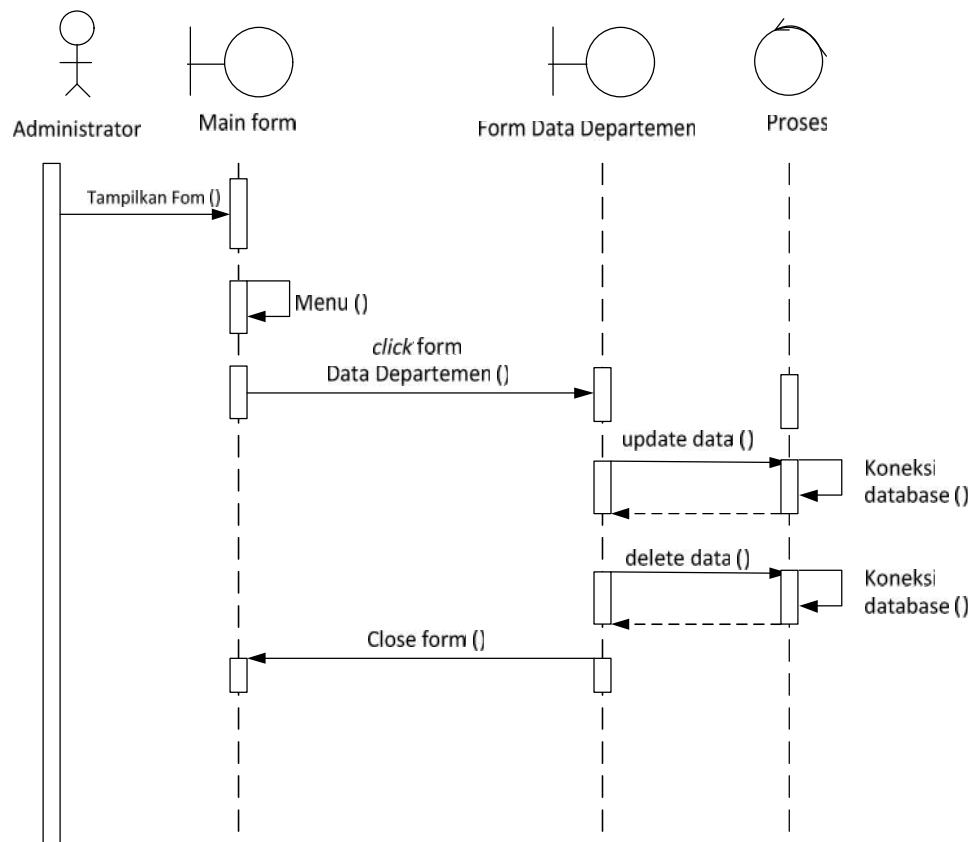 Administrator
Main form
Form Data Departemen
Proses
Tampilkan Fom ()
Menu ()
click form
Data Departemen ()
update data ()
Koneksi
database ()
delete data ()
Koneksi
database ()
Close form ()